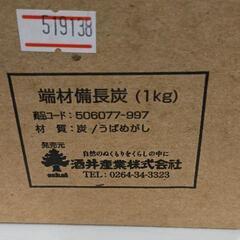 519138
端材備長炭(1kg)
商品コード：506077-997
材　質：炭/うばめがし
発売元
自然のぬくもりをくらしの中に
酒井産業株式会社
TEL：0264-34-3323